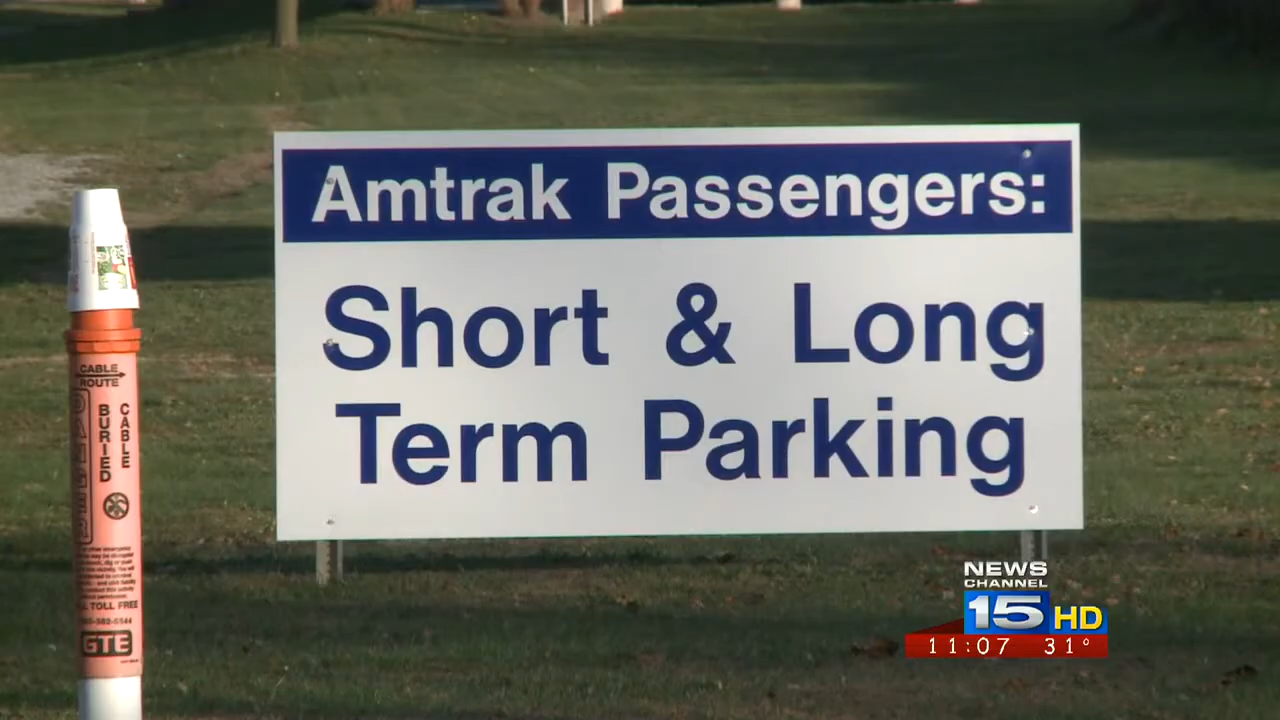 Amtrak Passengers:
Short & Long
Term Parking
CABLE
ROUTE
BURIED
CABLE
TOLL FREE
GTE
NEWS
CHANNEL
15 HD
11:07 31°